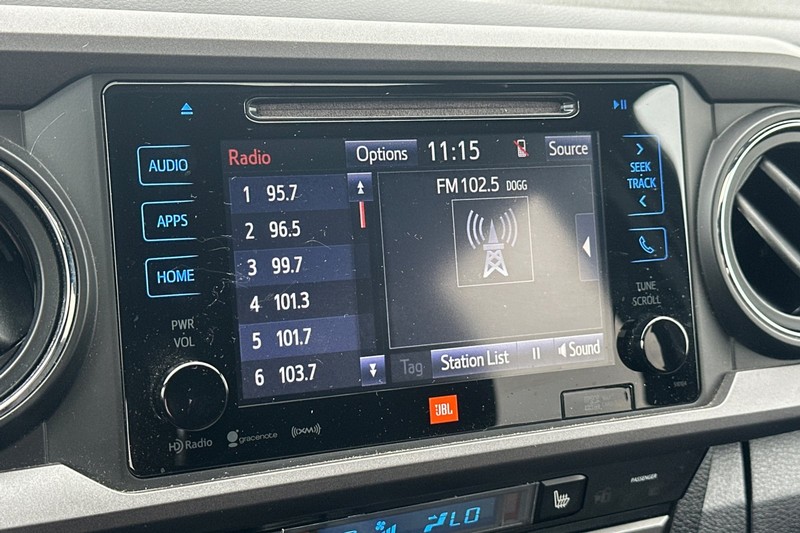 Radio
Options
11:15
Source
AUDIO
APPS
HOME
PWR
VOL
1 95.7
2 96.5
3 99.7
4 101.3
5 101.7
6 103.7
FM 102.5 DOGG
Tag
Station List
Sound
SEEK
TRACK
TUNE
SCROLL
HD Radio
gracenote
((XM))
JBL
PASSENGER
LO